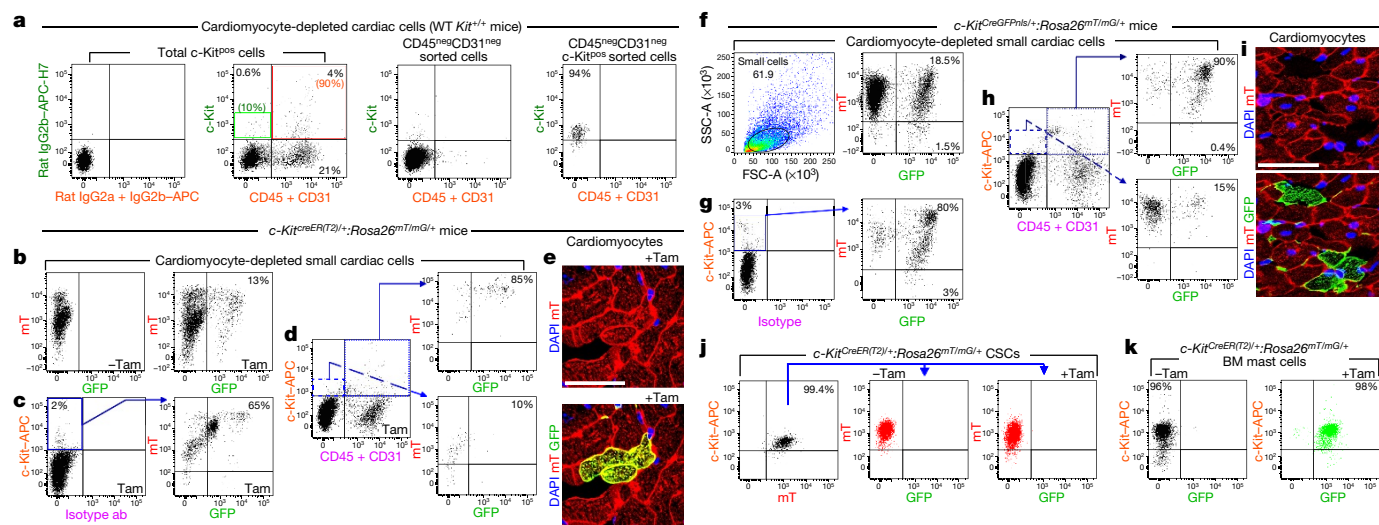 a
Cardiomyocyte-depleted cardiac cells (WT Kit+/+ mice)
Total c-Kitpos cells
CD45negCD31neg
sorted cells
CD45negCD31neg
c-Kitpos sorted cells
Rat IgG2b–APC-H7
Rat IgG2a + IgG2b–APC
c-Kit
0.6%
4%
(90%)
(10%)
21%
CD45 + CD31
c-Kit
CD45 + CD31
c-Kit
94%
CD45 + CD31
c-KitcreER(T2)/+:Rosa26mT/mG/+ mice
b
Cardiomyocyte-depleted small cardiac cells
mT
–Tam
GFP
mT
13%
Tam
GFP
c
c-Kit–APC
2%
Tam
Isotype ab
mT
65%
Tam
GFP
d
c-Kit–APC
Tam
CD45 + CD31
mT
85%
GFP
mT
10%
GFP
e
Cardiomyocytes
+Tam
DAPI mT
+Tam
DAPI mT GFP
f
c-KitCreGFPnls/+:Rosa26mT/mG/+ mice
Cardiomyocyte-depleted small cardiac cells
Small cells
61.9
SSC-A (×10³)
FSC-A (×10³)
mT
18.5%
1.5%
GFP
g
c-Kit–APC
3%
Isotype
mT
80%
3%
GFP
h
c-Kit–APC
CD45 + CD31
mT
90%
0.4%
mT
15%
GFP
i
Cardiomyocytes
DAPI mT
DAPI mT GFP
j
c-KitCreER(T2)/+:Rosa26mT/mG/+ CSCs
c-Kit–APC
99.4%
mT
–Tam
mT
GFP
+Tam
mT
GFP
k
c-KitCreER(T2)/+:Rosa26mT/mG/+
BM mast cells
–Tam
96%
c-Kit–APC
GFP
+Tam
98%
c-Kit–APC
GFP